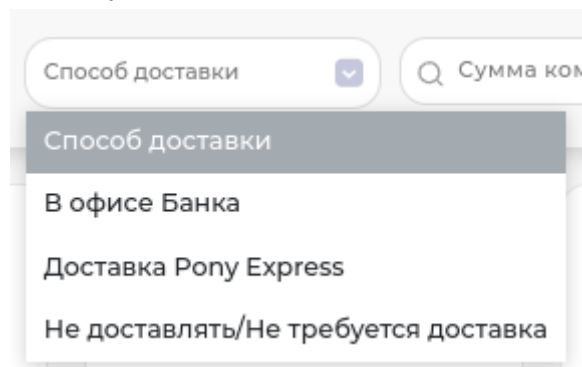 Способ доставки
Сумма ком
Способ доставки
В офисе Банка
Доставка Pony Express
Не доставлять/Не требуется доставка